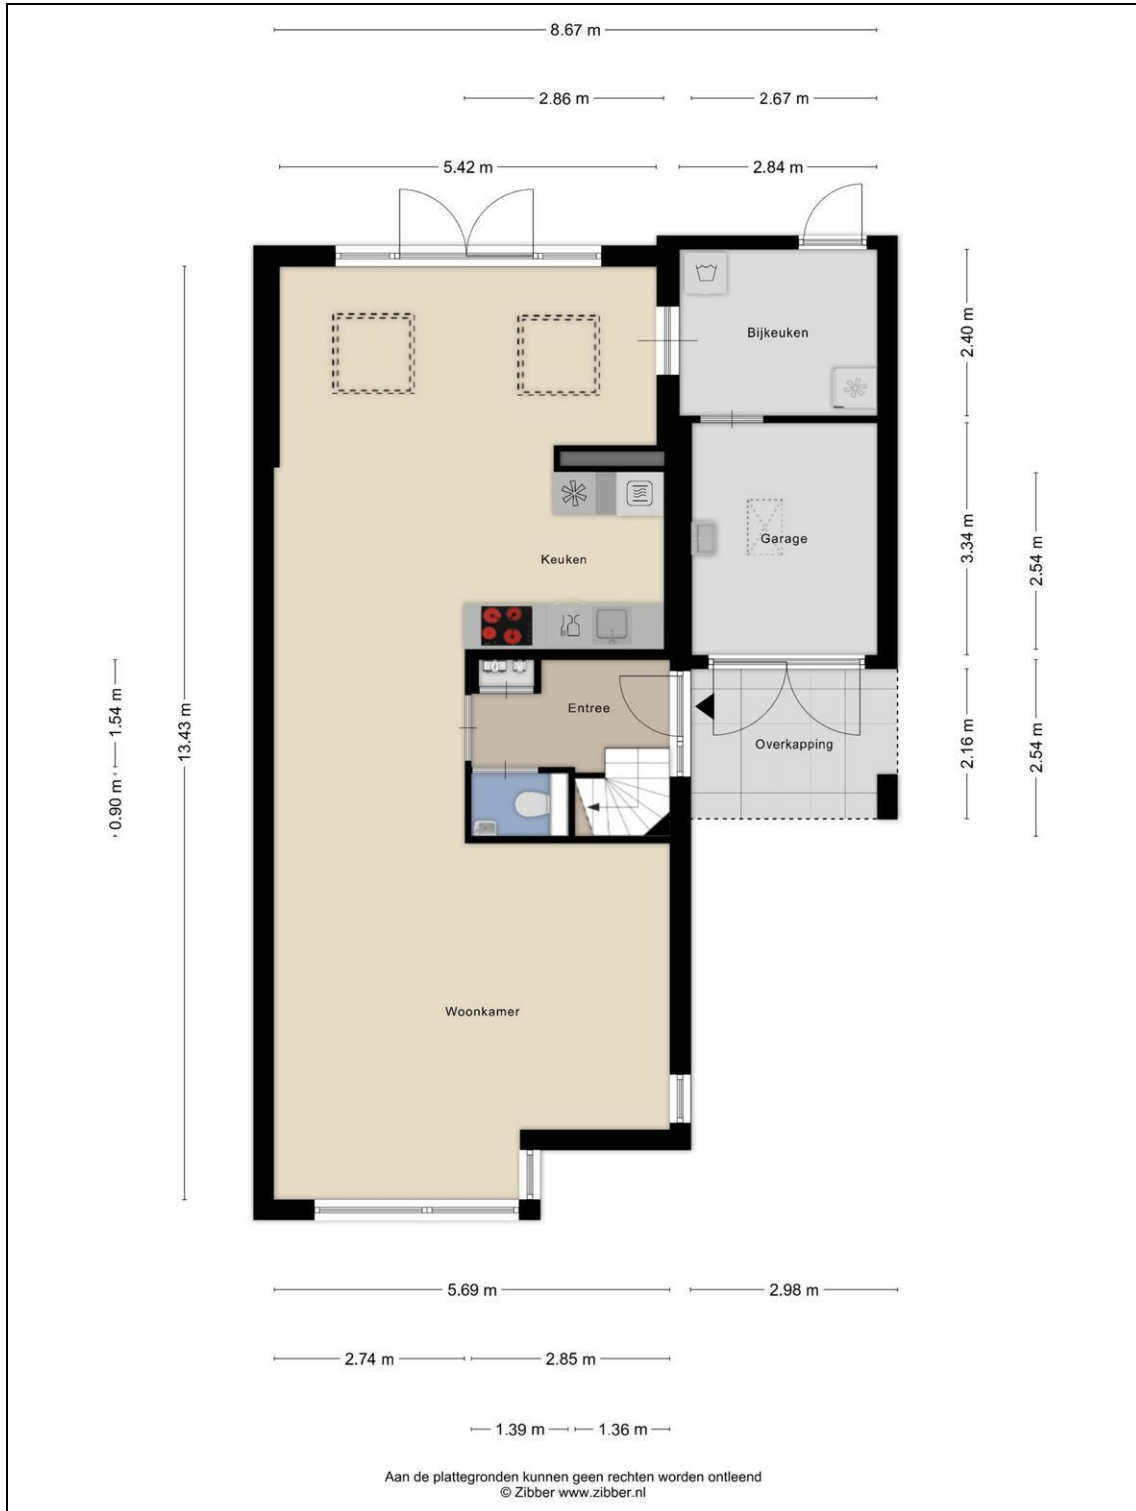 8.67 m
2.86 m
2.67 m
5.42 m
2.84 m
Bijkeuken
2.40 m
Garage
3.34 m
2.54 m
Keuken
Entree
Overkapping
2.16 m
2.54 m
1.54 m
0.90 m
13.43 m
Woonkamer
5.69 m
2.98 m
2.74 m
2.85 m
1.39 m
1.36 m
Aan de plattegronden kunnen geen rechten worden ontleend
© Zibber www.zibber.nl